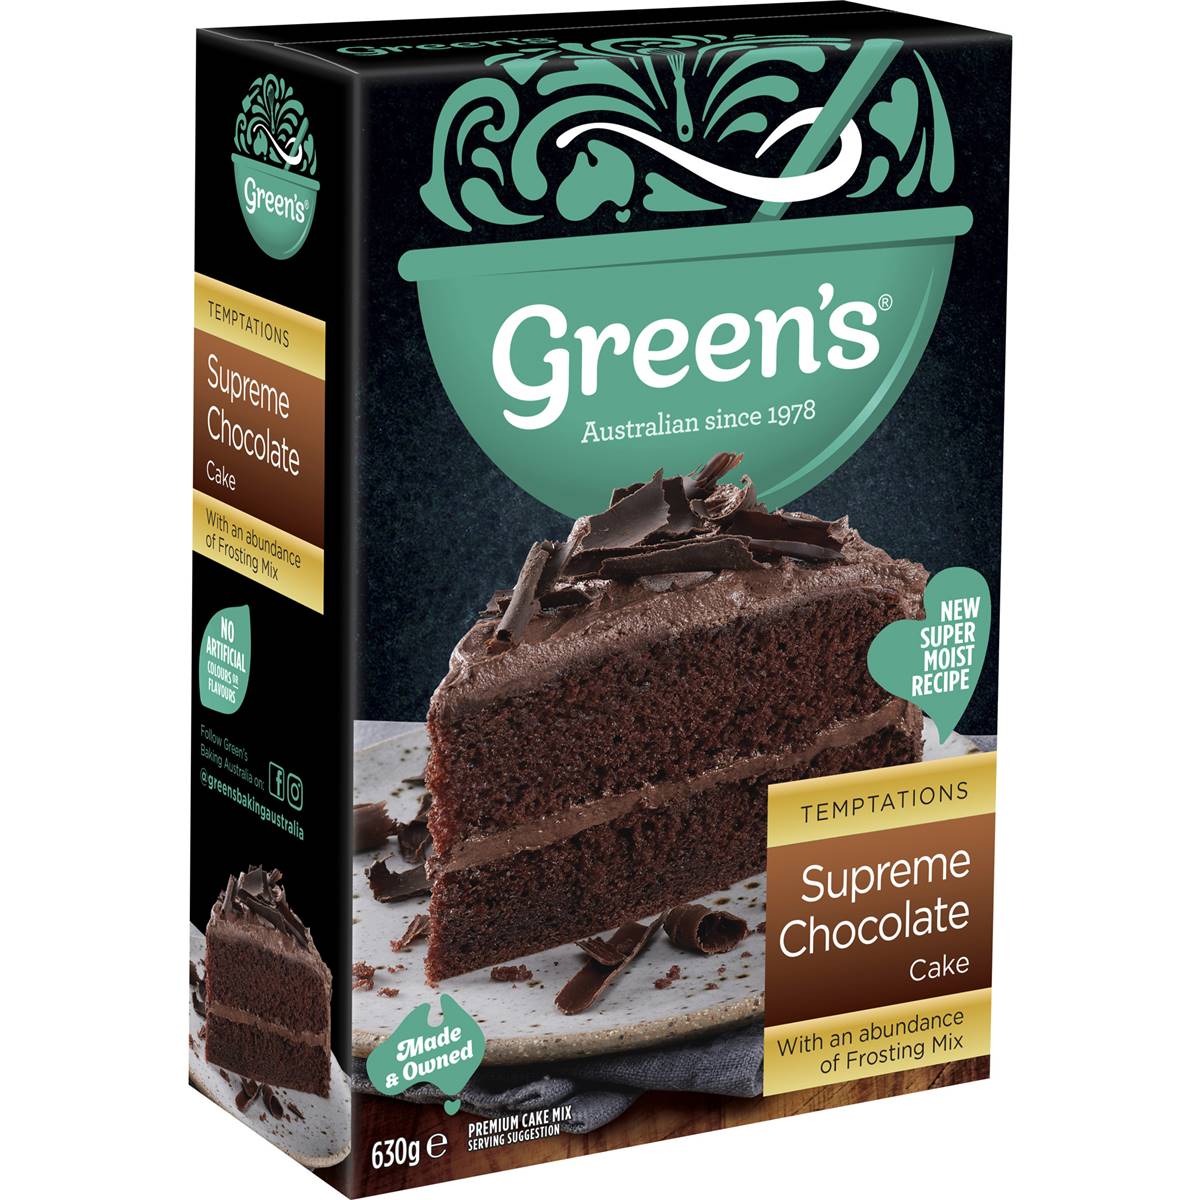 Green's
Green's®
Australian since 1978
NEW
SUPER
MOIST
RECIPE
TEMPTATIONS
Supreme
Chocolate
Cake
With an abundance
of Frosting Mix
Made
& Owned
630g e
PREMIUM CAKE MIX
SERVING SUGGESTION
Green's®
TEMPTATIONS
Supreme
Chocolate
Cake
With an abundance
of Frosting Mix
NO
ARTIFICIAL
COLOURS OR
FLAVOURS
Follow Green's
Baking Australia on:
@greensbakingaustralia